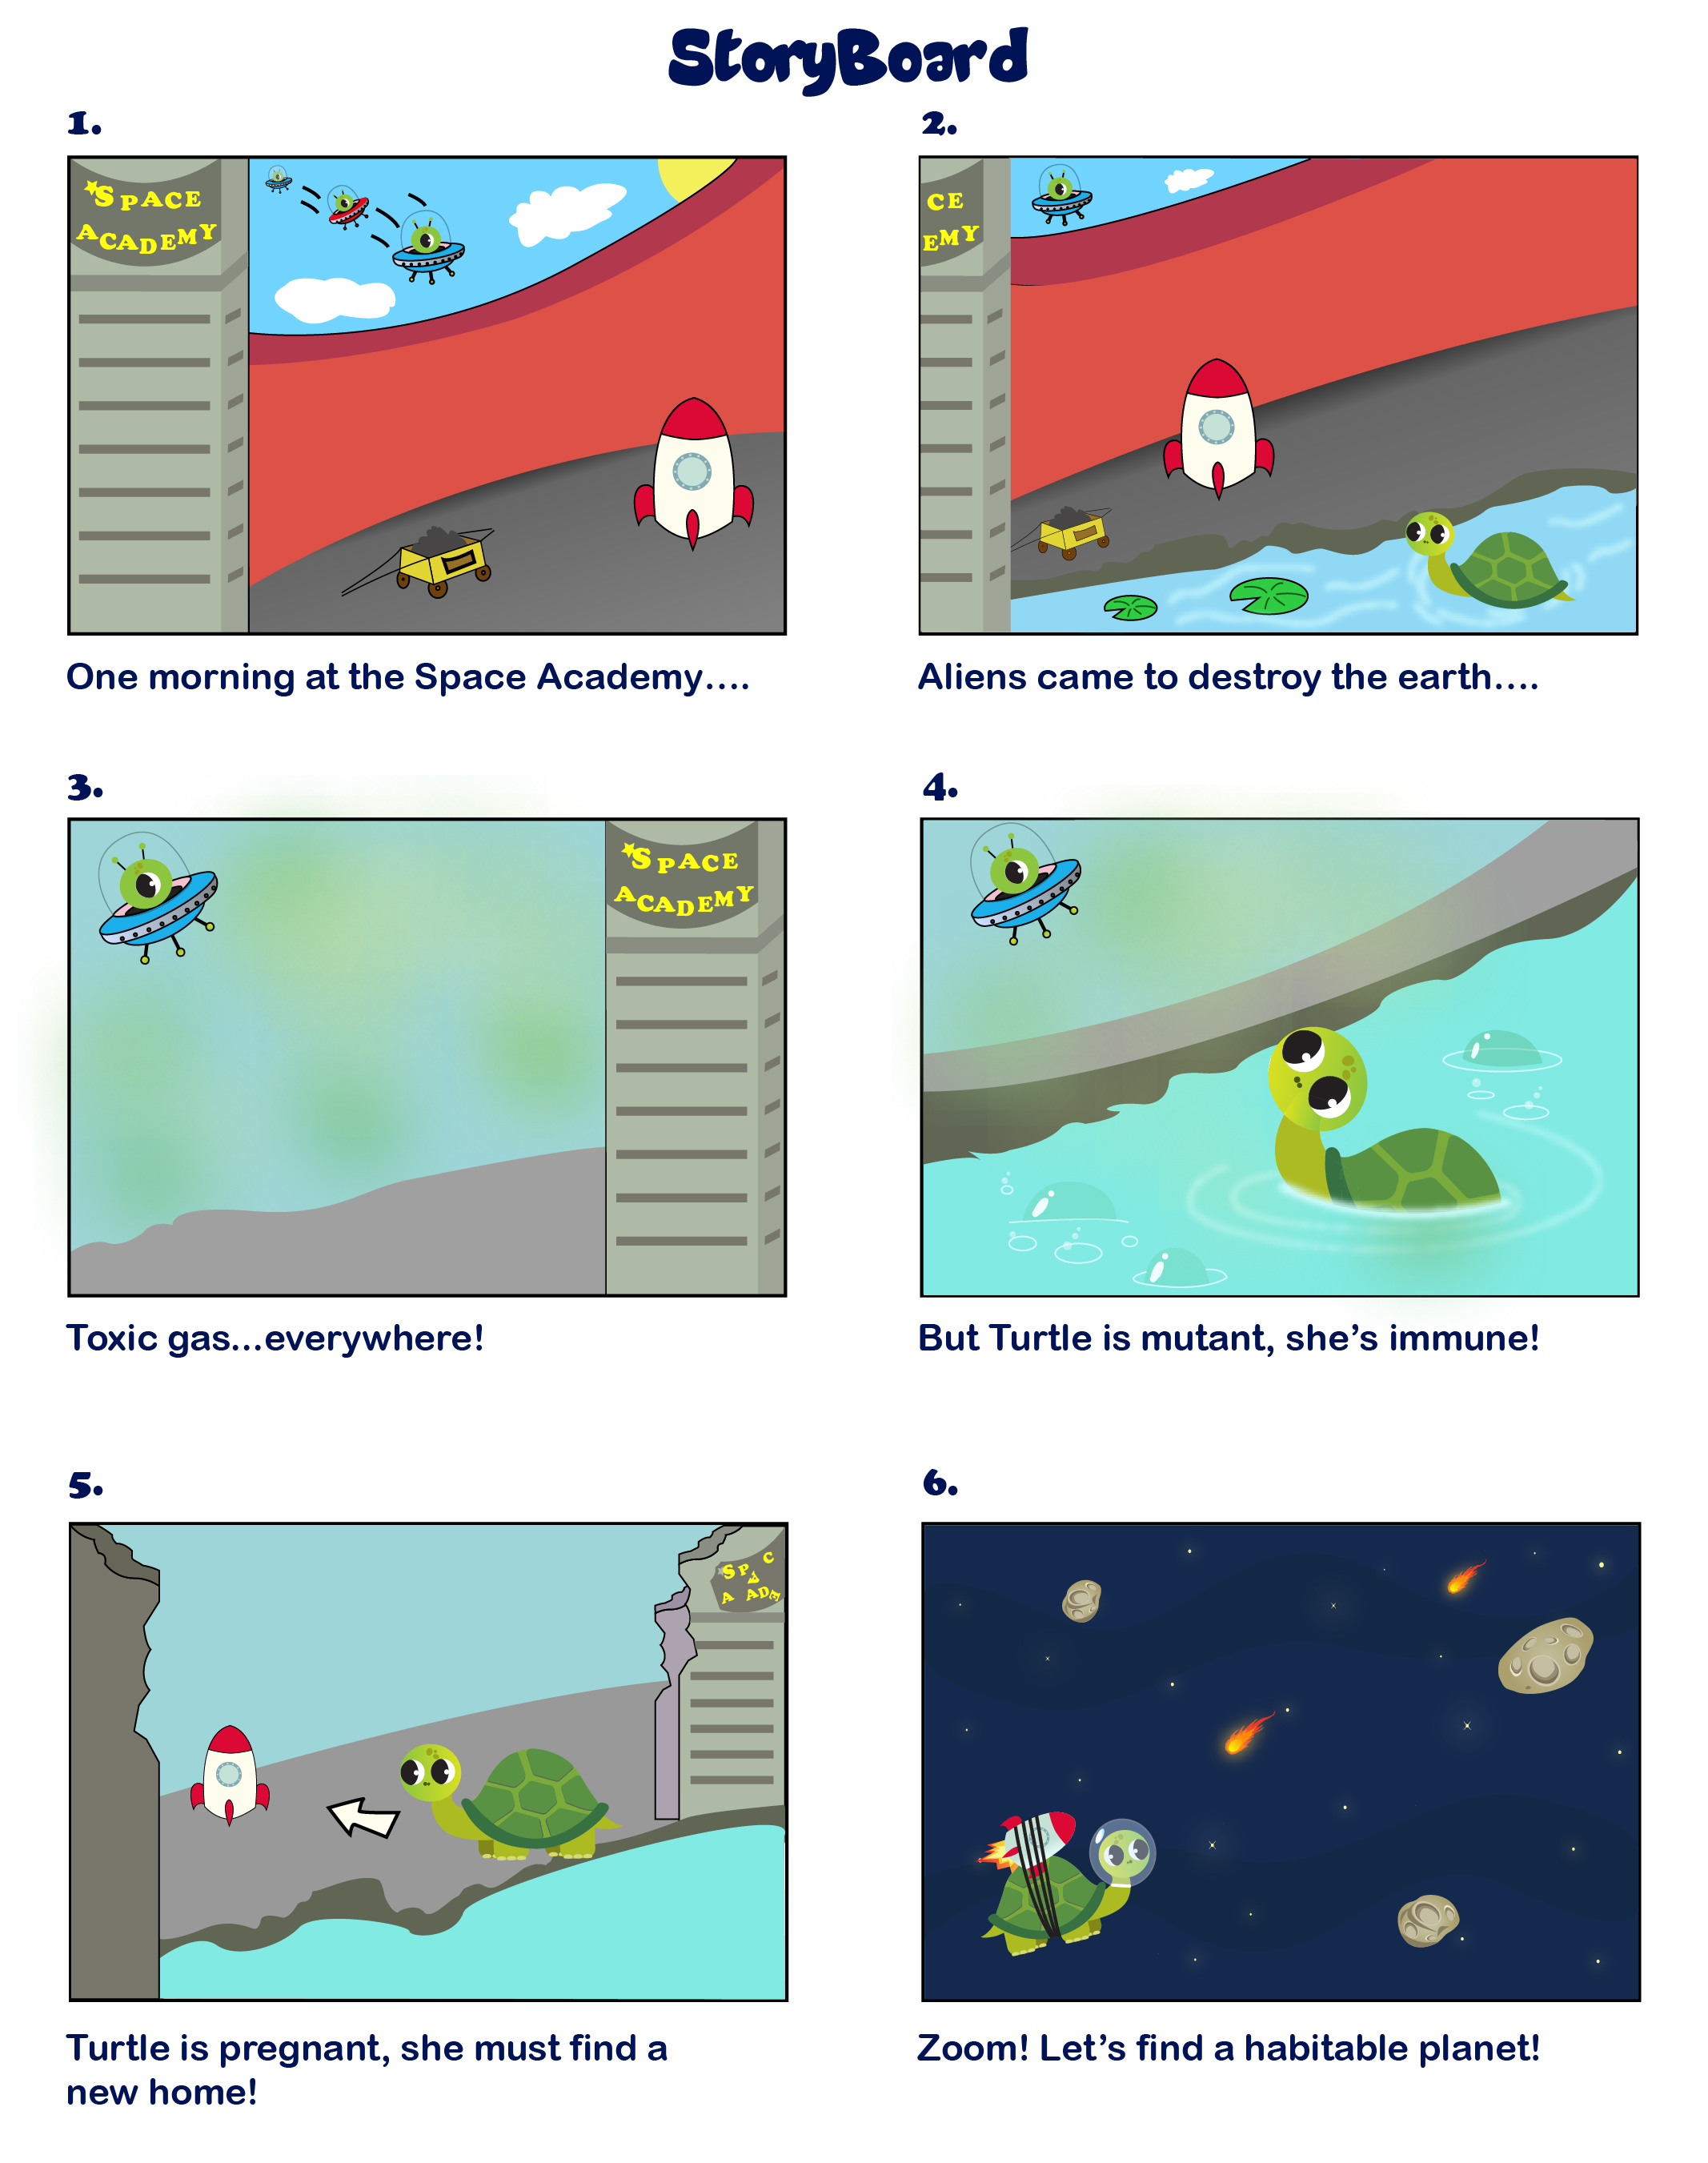 StoryBoard
1.
SPACE
ACADEMY
One morning at the Space Academy....
2.
CE
EMY
Aliens came to destroy the earth....
3.
SPACE
ACADEMY
Toxic gas...everywhere!
4.
But Turtle is mutant, she’s immune!
5.
SPAC
A ADE
Turtle is pregnant, she must find a
new home!
6.
Zoom! Let’s find a habitable planet!